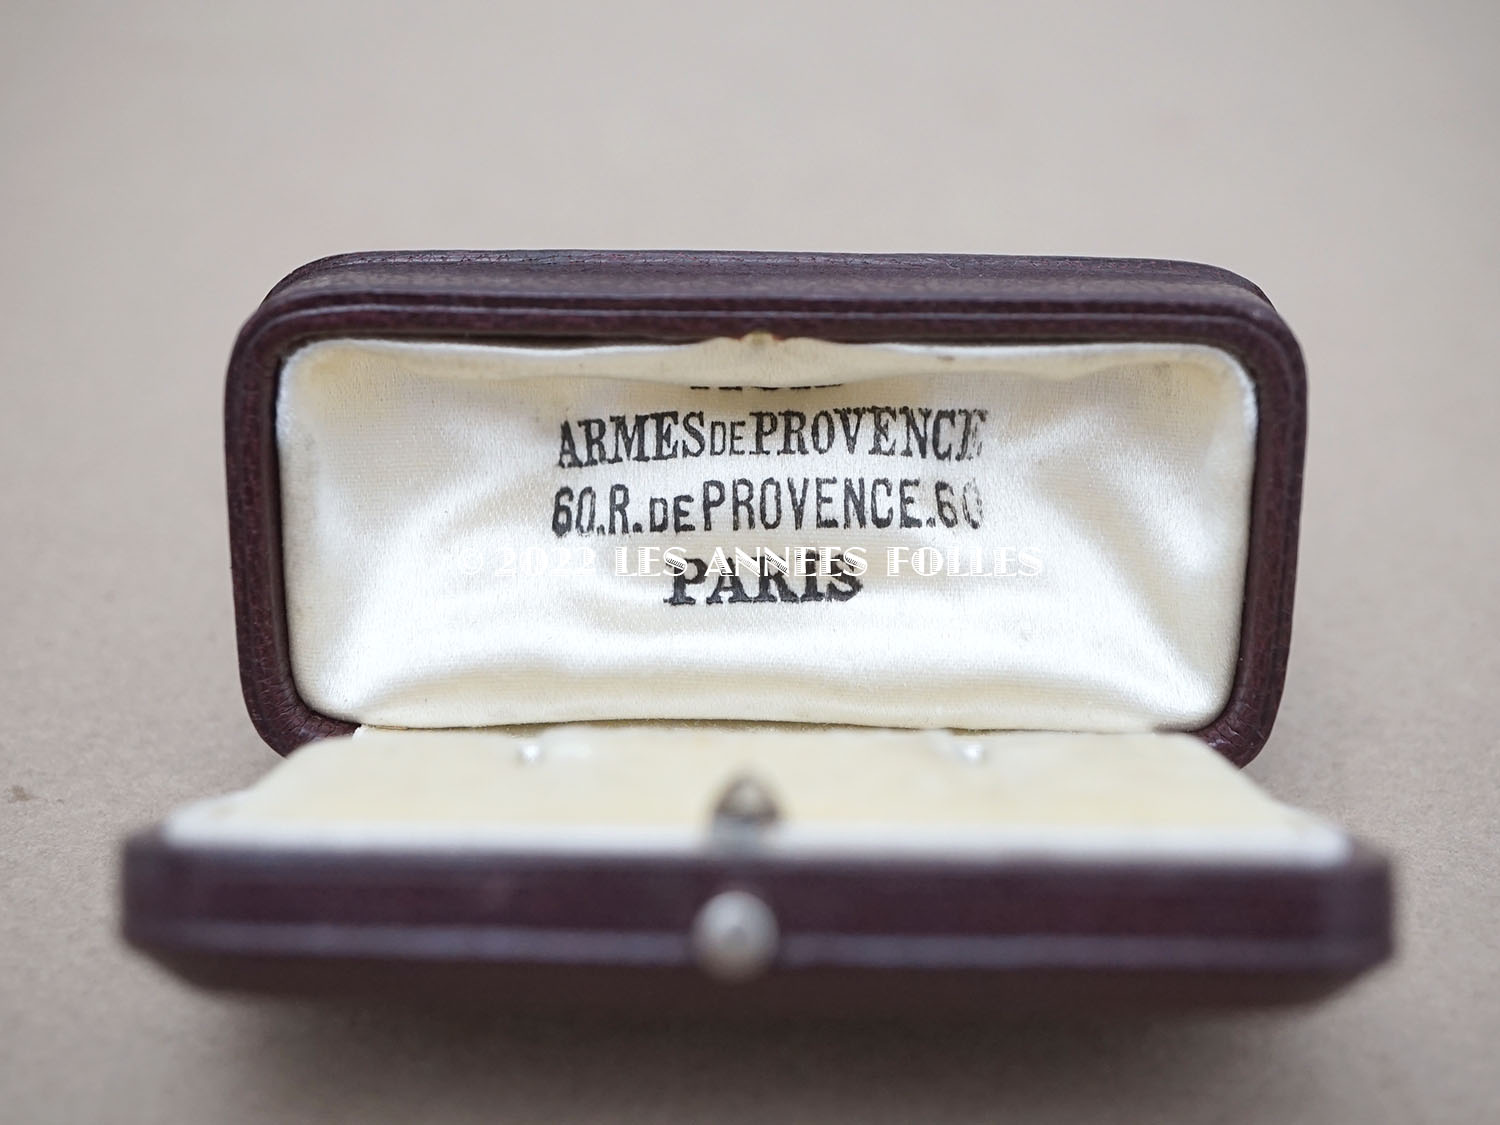 ARMES DE PROVENCE
60.R.DE PROVENCE.60
© 2022 LES ANNEES FOLLES
PARIS